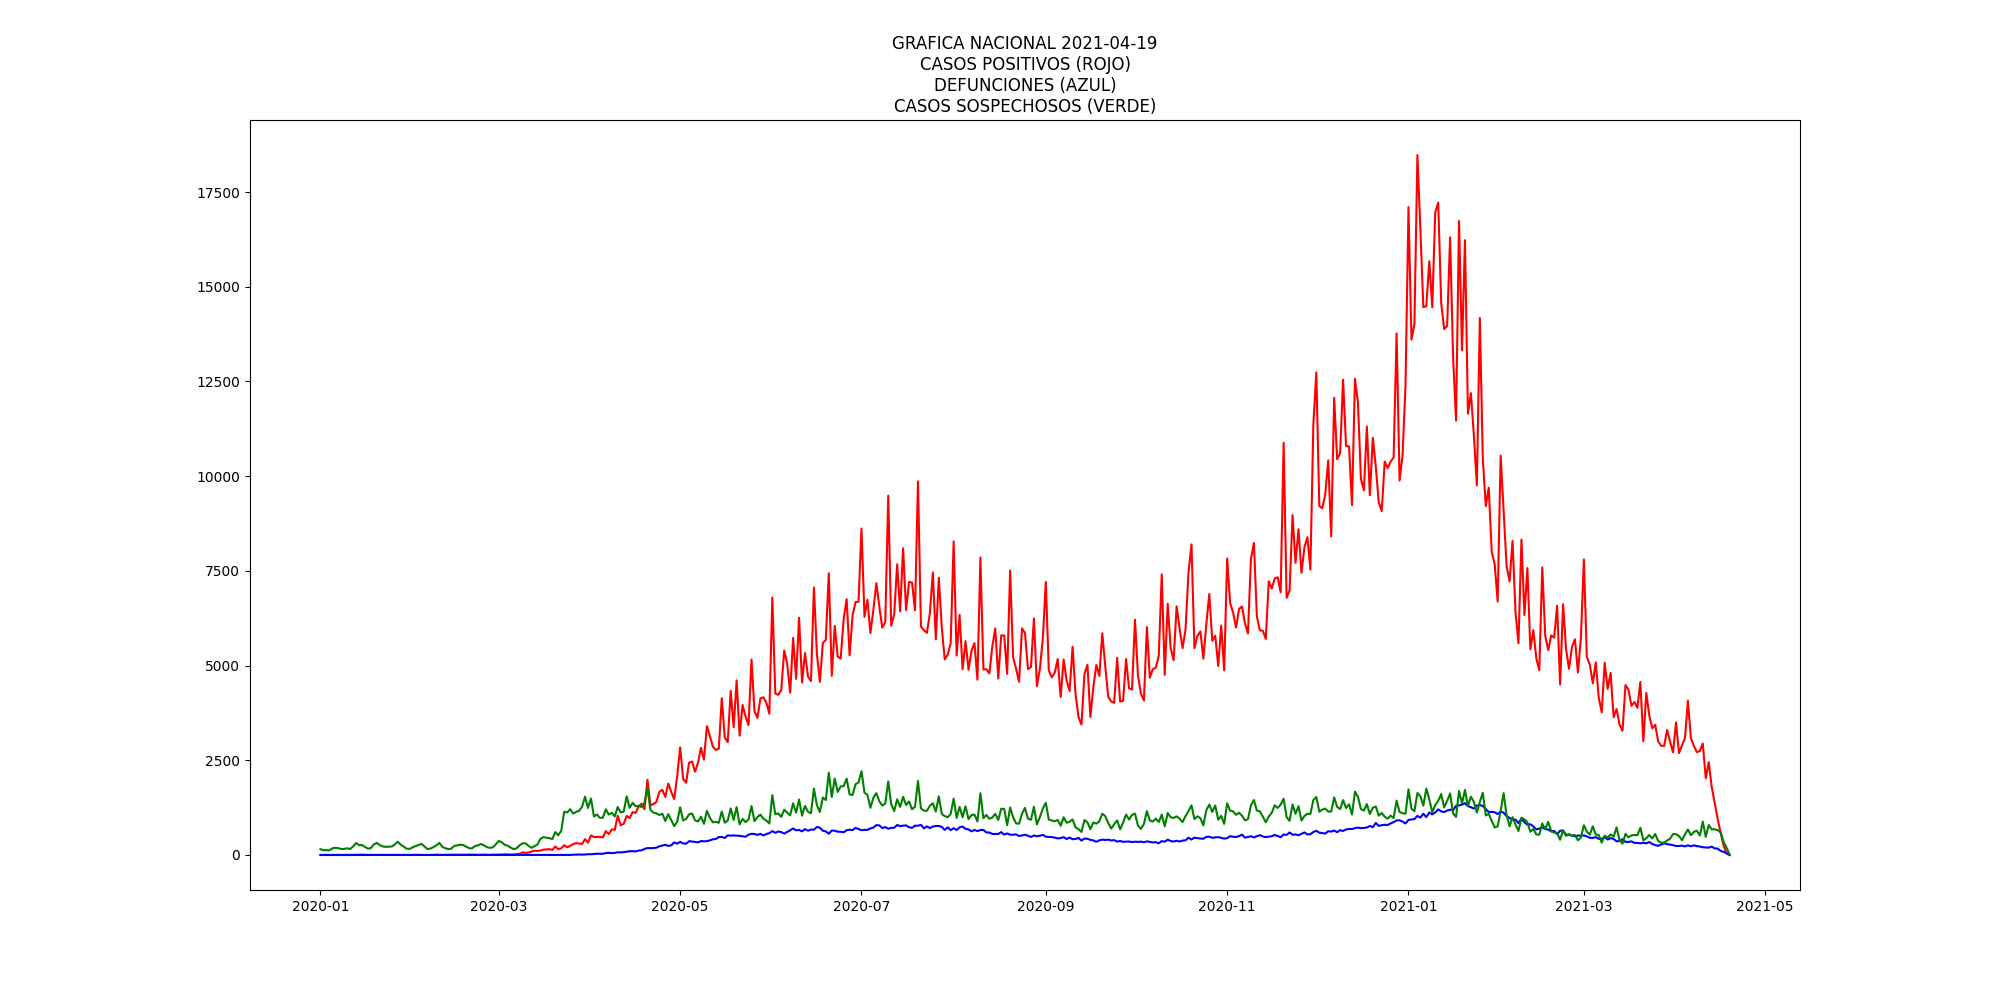 GRAFICA NACIONAL 2021-04-19
CASOS POSITIVOS (ROJO)
DEFUNCIONES (AZUL)
CASOS SOSPECHOSOS (VERDE)
17500
15000
12500
10000
7500
5000
2500
0
2020-01 2020-03 2020-05 2020-07 2020-09 2020-11 2021-01 2021-03 2021-05